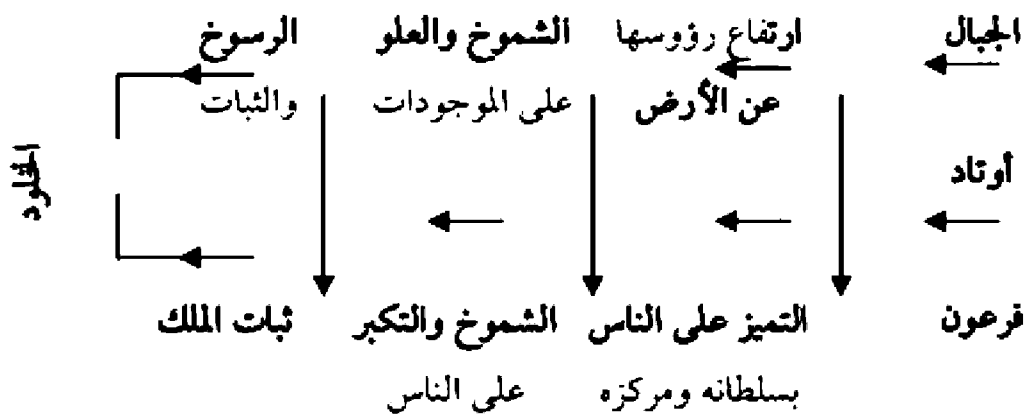 الجبال ارتفاع رؤوسها الشموخ والعلو الرسوخ
عن الأرض على الموجودات والثبات
أوتاد
الخلود
فرعون التميز على الناس الشموخ والتكبر ثبات الملك
بسلطانه ومركزه على الناس